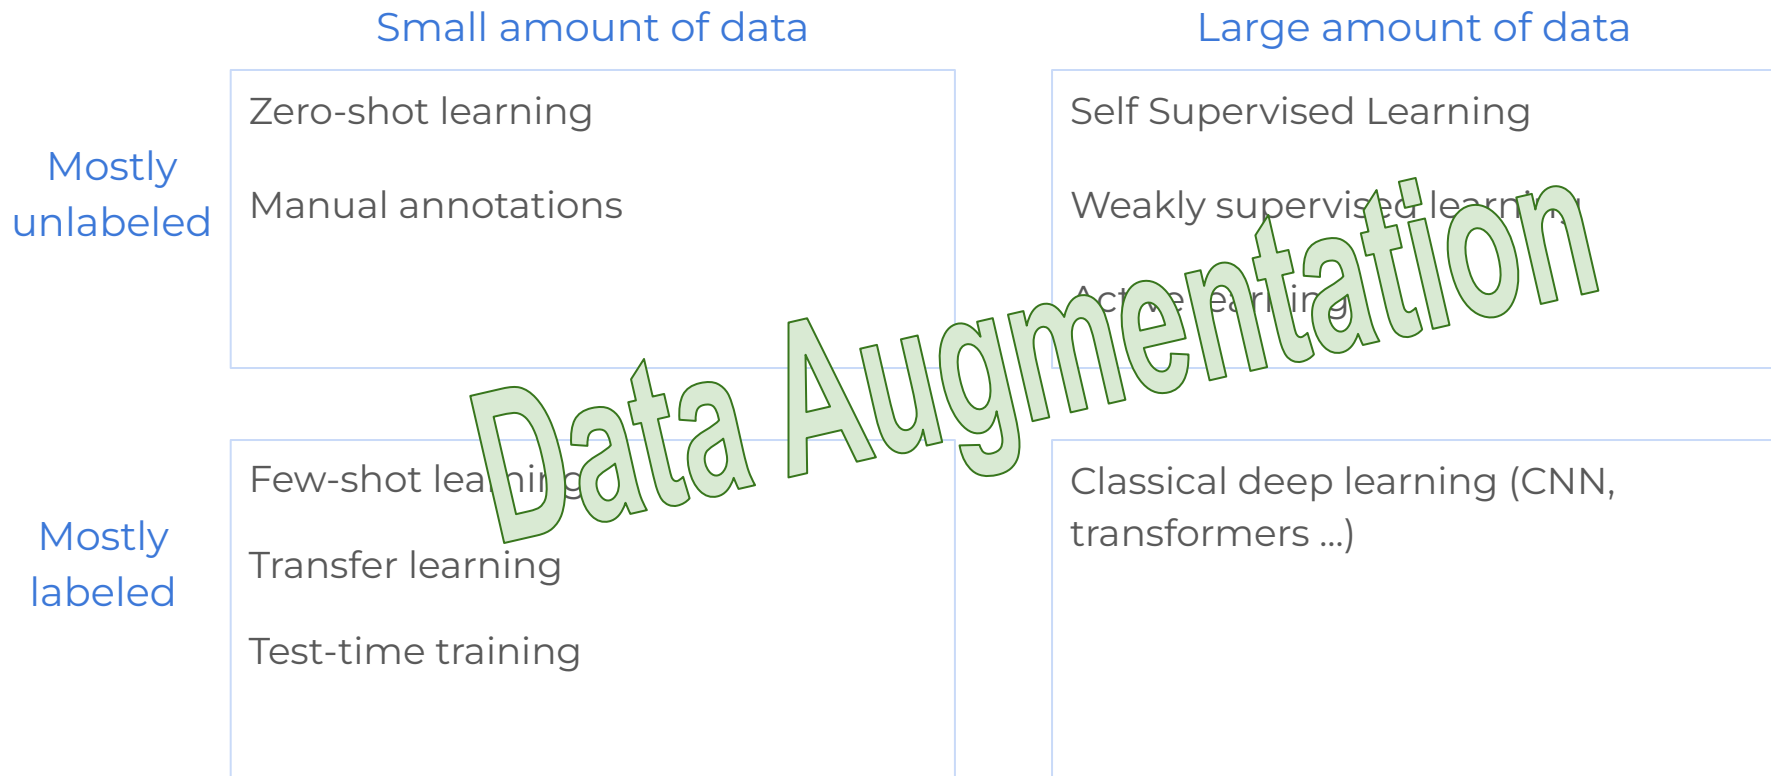 Small amount of data
Large amount of data
Mostly
unlabeled
Zero-shot learning
Manual annotations
Self Supervised Learning
Weakly supervised learning
Active learning
Data Augmentation
Mostly
labeled
Few-shot learning
Transfer learning
Test-time training
Classical deep learning (CNN,
transformers ...)